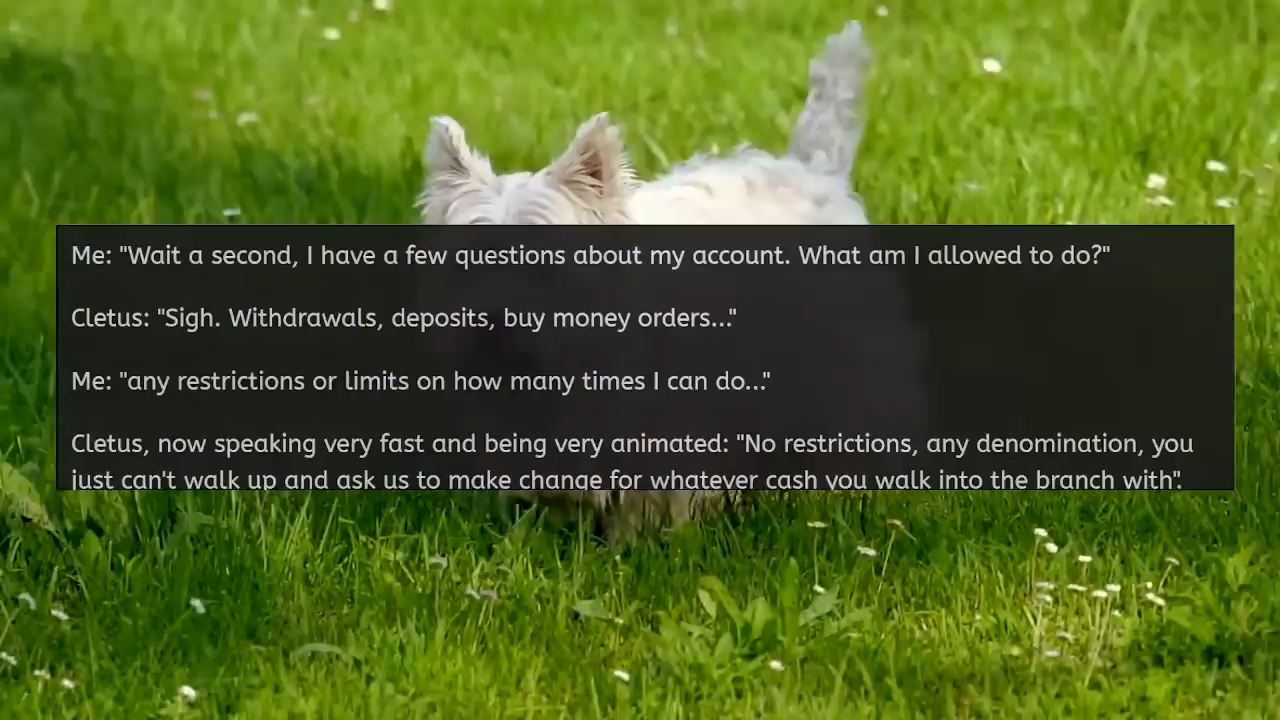 Me: "Wait a second, I have a few questions about my account. What am I allowed to do?"
Cletus: "Sigh. Withdrawals, deposits, buy money orders..."
Me: "any restrictions or limits on how many times I can do..."
Cletus, now speaking very fast and being very animated: "No restrictions, any denomination, you
just can't walk up and ask us to make change for whatever cash you walk into the branch with".